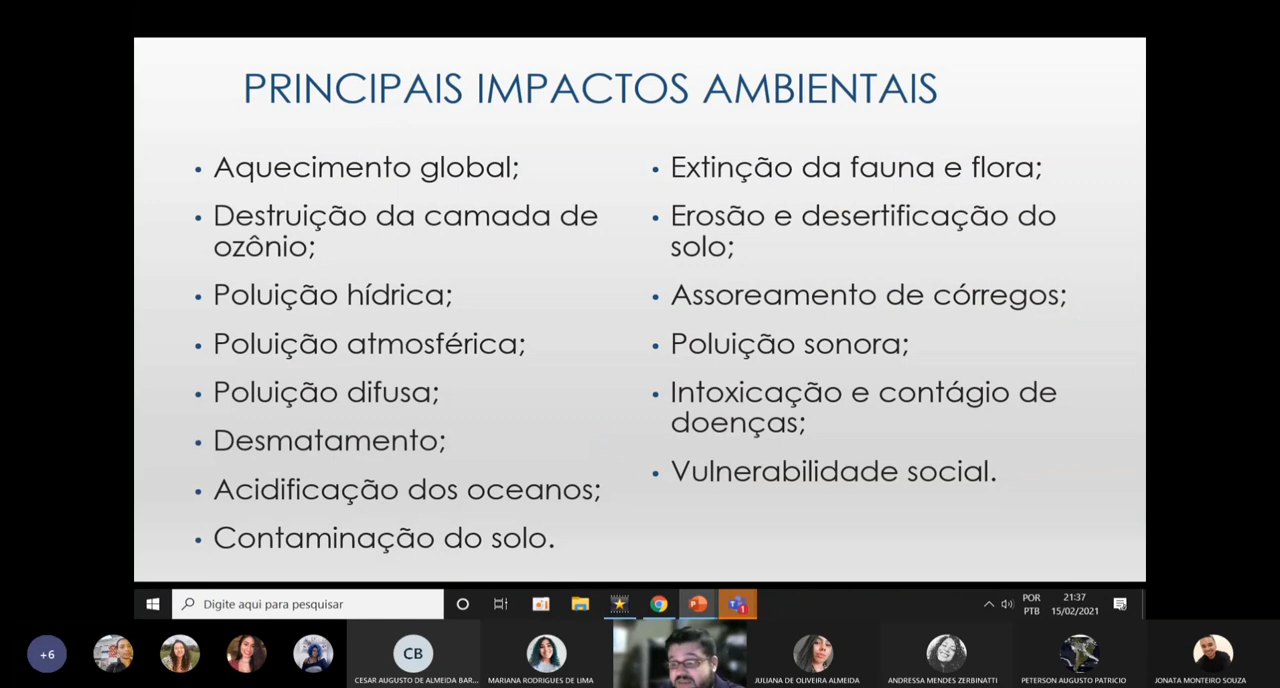 PRINCIPAIS IMPACTOS AMBIENTAIS
• Aquecimento global;
• Destruição da camada de
ozônio;
• Poluição hídrica;
• Poluição atmosférica;
• Poluição difusa;
• Desmatamento;
• Acidificação dos oceanos;
• Contaminação do solo.
• Extinção da fauna e flora;
• Erosão e desertificação do
solo;
• Assoreamento de córregos;
• Poluição sonora;
• Intoxicação e contágio de
doenças;
• Vulnerabilidade social.
Digite aqui para pesquisar
1
POR
PTB
21:37
15/02/2021
+6
CB
CESAR AUGUSTO DE ALMEIDA BAR...
MARIANA RODRIGUES DE LIMA
JULIANA DE OLIVEIRA ALMEIDA
ANDRESSA MENDES ZERBINATTI
PETERSON AUGUSTO PATRICIO
JONATA MONTEIRO SOUZA